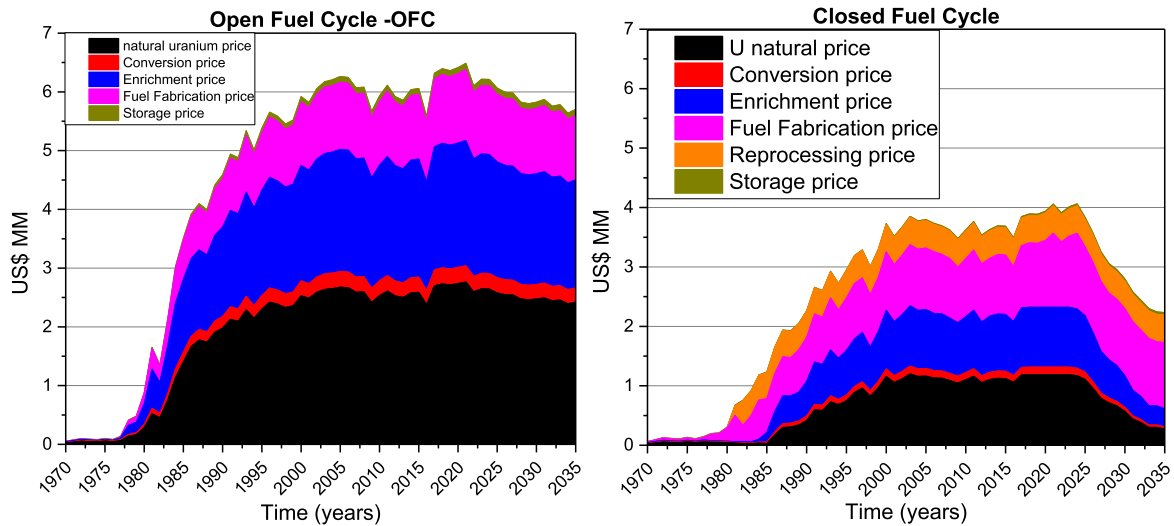 Open Fuel Cycle -OFC
7
6
5
4
3
2
1
0
US$ MM
natural uranium price
Conversion price
Enrichment price
Fuel Fabrication price
Storage price
1970
1975
1980
1985
1990
1995
2000
2005
2010
2015
2020
2025
2030
2035
Time (years)
Closed Fuel Cycle
7
6
5
4
3
2
1
0
US$ MM
U natural price
Conversion price
Enrichment price
Fuel Fabrication price
Reprocessing price
Storage price
1970
1975
1980
1985
1990
1995
2000
2005
2010
2015
2020
2025
2030
2035
Time (years)